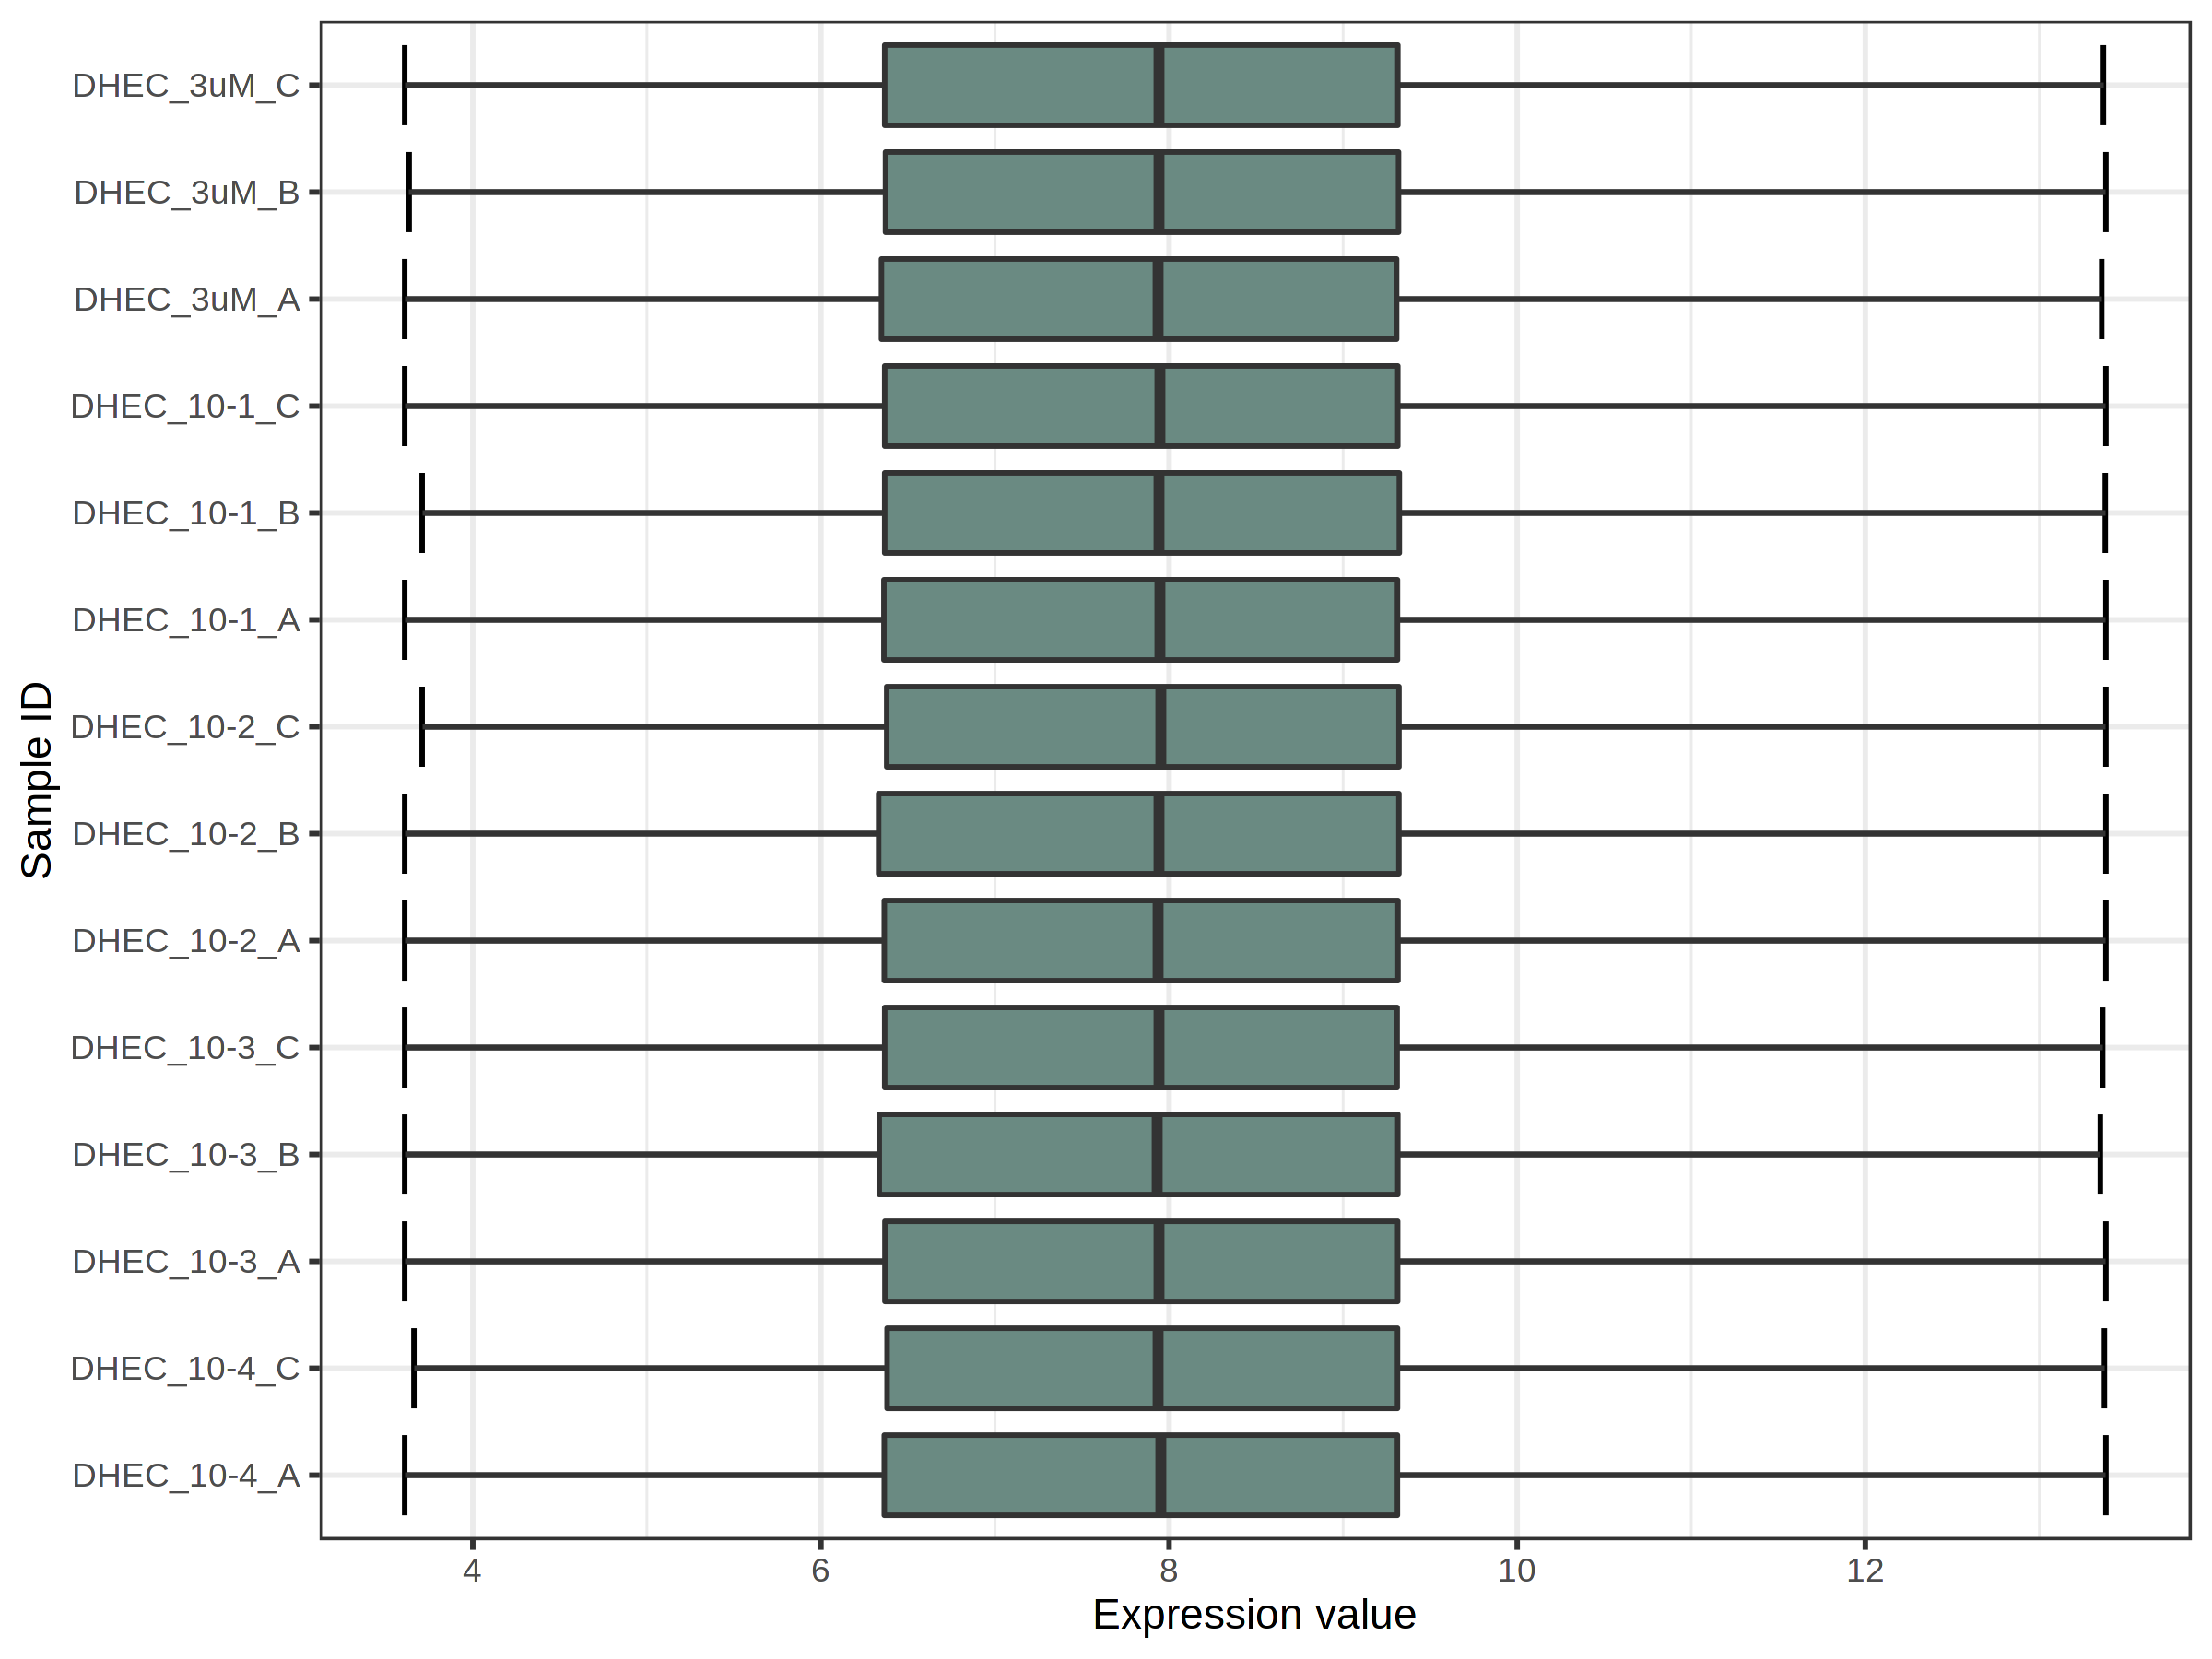 DHEC_3uM_C
DHEC_3uM_B
DHEC_3uM_A
DHEC_10-1_C
DHEC_10-1_B
DHEC_10-1_A
DHEC_10-2_C
DHEC_10-2_B
DHEC_10-2_A
DHEC_10-3_C
DHEC_10-3_B
DHEC_10-3_A
DHEC_10-4_C
DHEC_10-4_A
Sample ID
4 6 8 10 12
Expression value